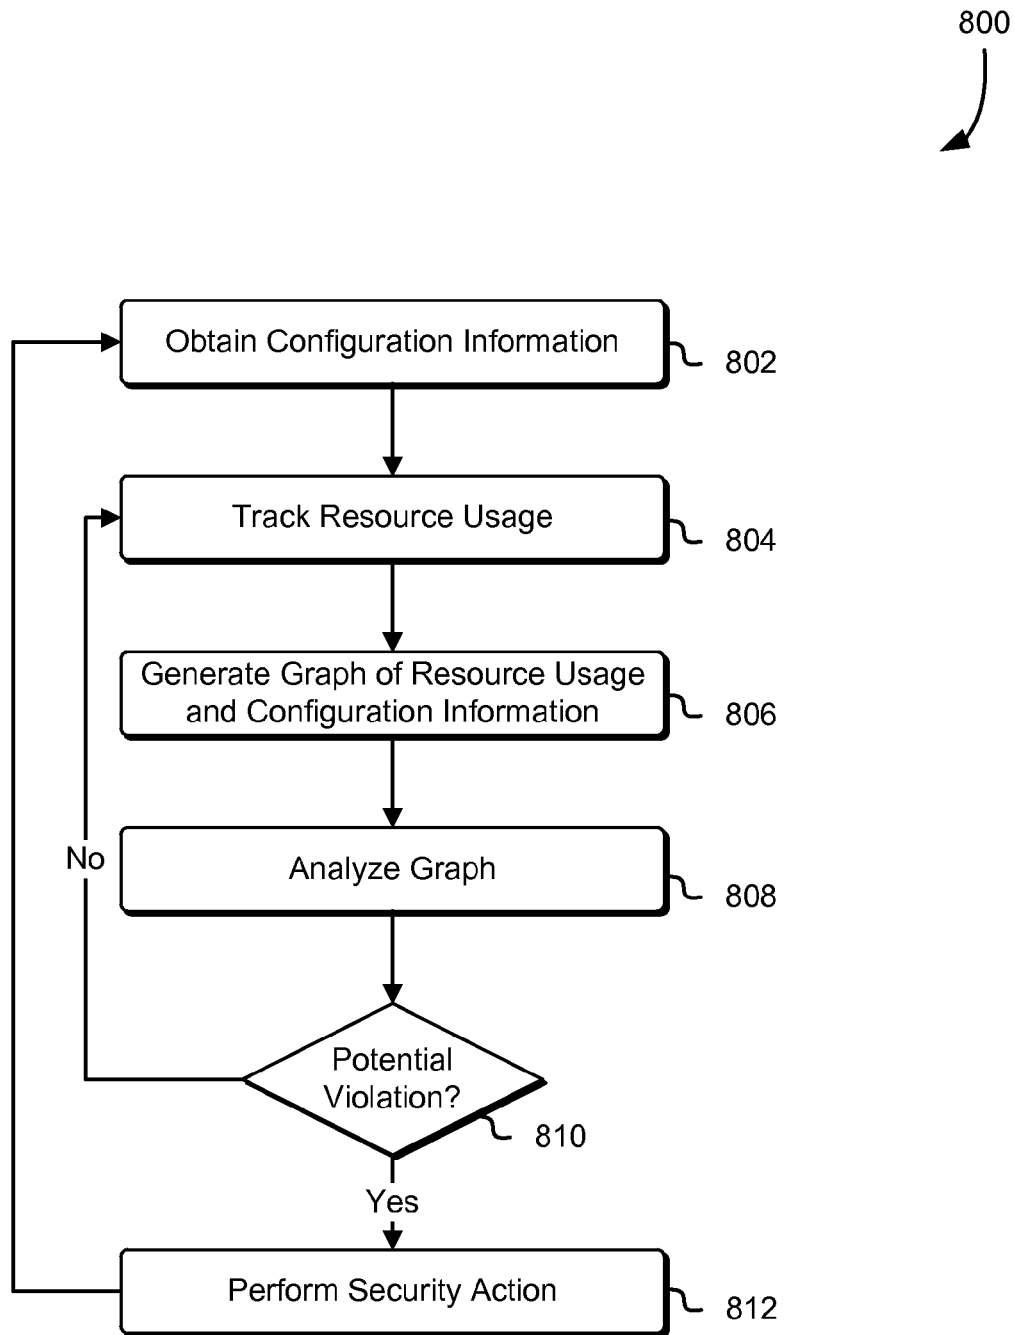 800
Obtain Configuration Information
802
Track Resource Usage
804
Generate Graph of Resource Usage
and Configuration Information
806
Analyze Graph
808
No
Potential
Violation?
810
Yes
Perform Security Action
812